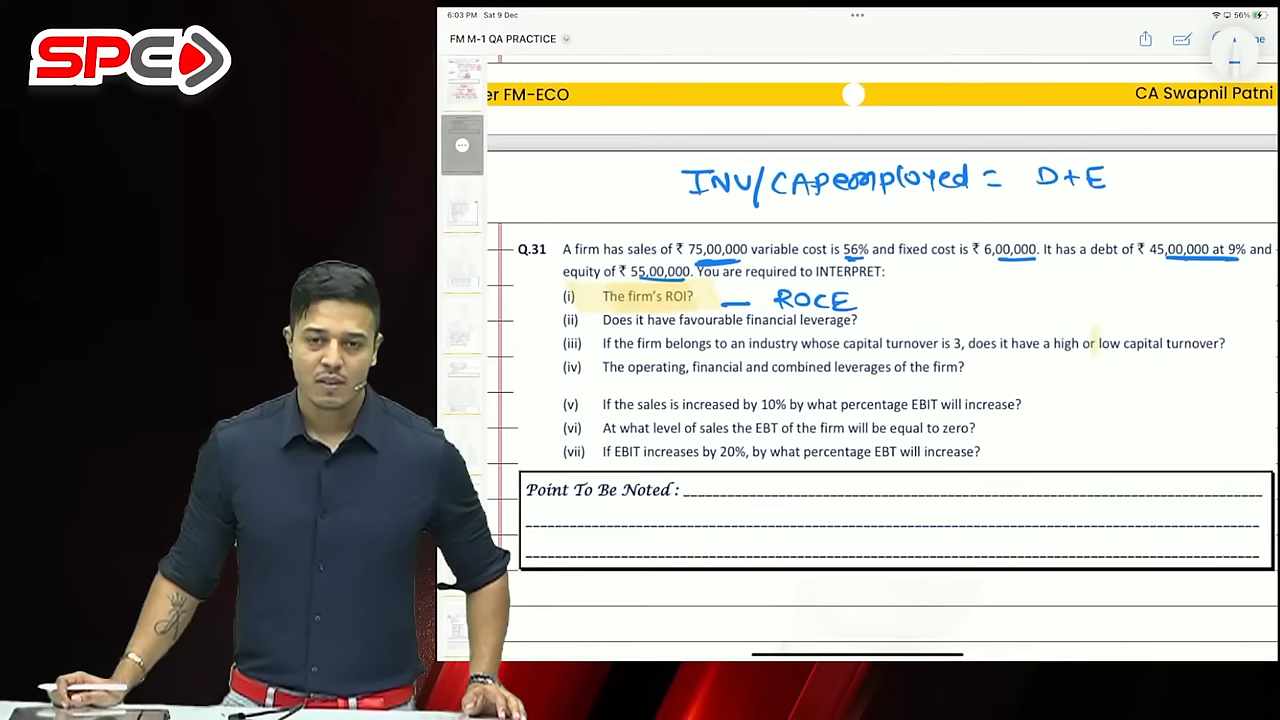 SPC
6:03 PM Sat 9 Dec
56%
FM M-1 QA PRACTICE
er FM-ECO
CA Swapnil Patni
INV/CAPemployed = D+E
Q.31 A firm has sales of ₹ 75,00,000 variable cost is 56% and fixed cost is ₹ 6,00,000. It has a debt of ₹ 45,00,000 at 9% and
equity of ₹ 55,00,000. You are required to INTERPRET:
(i) The firm's ROI? — ROCE
(ii) Does it have favourable financial leverage?
(iii) If the firm belongs to an industry whose capital turnover is 3, does it have a high or low capital turnover?
(iv) The operating, financial and combined leverages of the firm?
(v) If the sales is increased by 10% by what percentage EBIT will increase?
(vi) At what level of sales the EBT of the firm will be equal to zero?
(vii) If EBIT increases by 20%, by what percentage EBT will increase?
Point To Be Noted :